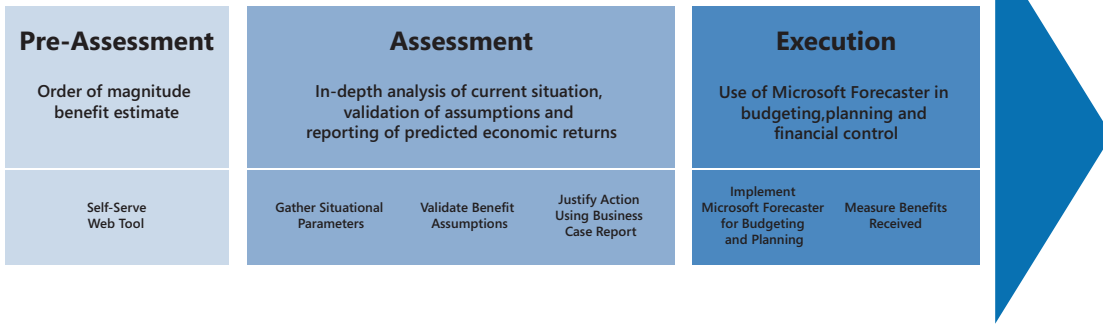 Pre-Assessment
Order of magnitude
benefit estimate
Self-Serve
Web Tool
Assessment
In-depth analysis of current situation,
validation of assumptions and
reporting of predicted economic returns
Gather Situational
Parameters
Validate Benefit
Assumptions
Justify Action
Using Business
Case Report
Execution
Use of Microsoft Forecaster in
budgeting,planning and
financial control
Implement
Microsoft Forecaster
for Budgeting
and Planning
Measure Benefits
Received